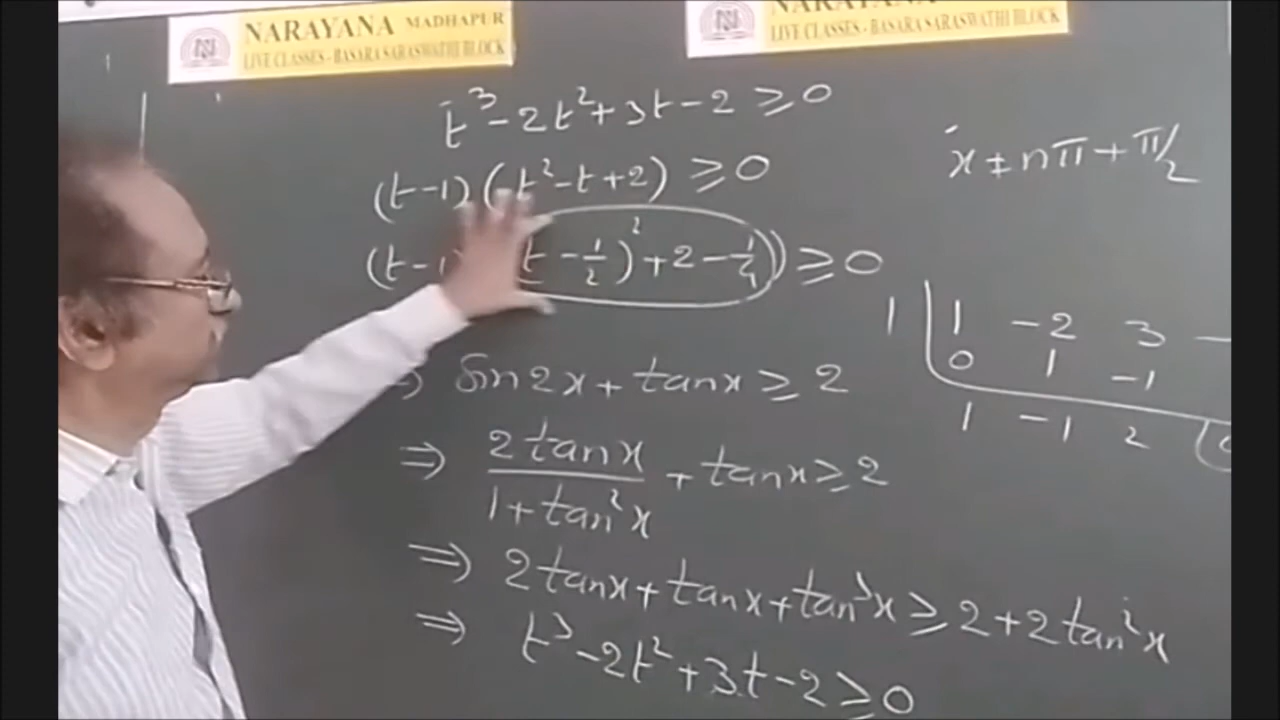 NARAYANA MADHAPUR
LIVE CLASSES - BASARA SARASWATHI BLOCK
NARAYANA MADHAPUR
LIVE CLASSES - BASARA SARASWATHI BLOCK
t³ - 2t² + 3t - 2 ≥ 0
(t-1)(t² - t + 2) ≥ 0
(t-1) t - 1/2)² + 2 - 1/4)) ≥ 0
x ≠ nπ + π/2
1 | 1 -2 3 -
0 1 -1
1 -1 2
⇒ sin2x + tanx ≥ 2
⇒ 2tanx / 1+tan²x + tanx ≥ 2
⇒ 2tanx + tanx + tan³x ≥ 2 + 2tan²x
⇒ t³ - 2t² + 3t - 2 ≥ 0